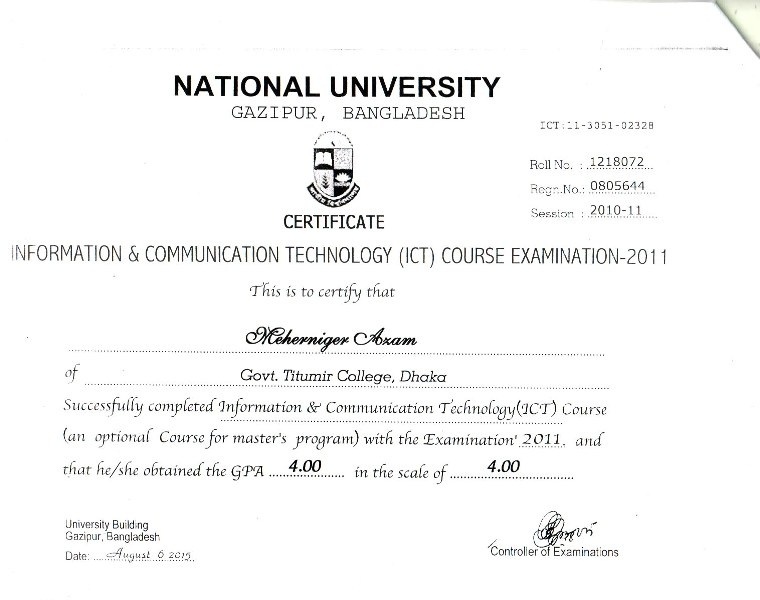 NATIONAL UNIVERSITY
GAZIPUR, BANGLADESH
ICT:11-3051-02328
Roll No. : 1218072
Regn.No.: 0805644
Session : 2010-11
CERTIFICATE
INFORMATION & COMMUNICATION TECHNOLOGY (ICT) COURSE EXAMINATION-2011
This is to certify that
Meherniger Azam
of Govt. Titumir College, Dhaka
Successfully completed Information & Communication Technology(ICT) Course
(an optional Course for master's program) with the Examination' 2011. and
that he/she obtained the GPA 4.00 in the scale of 4.00
University Building
Gazipur, Bangladesh
Date: August 6 2015
Controller of Examinations